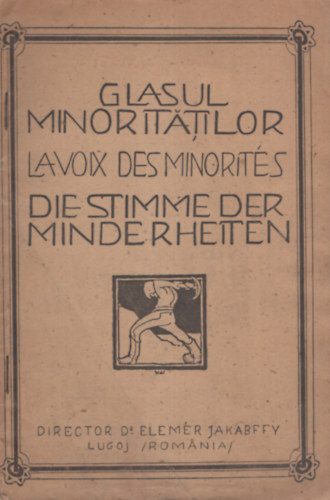 GLASUL
MINORITĂȚILOR
LA VOIX DES MINORITÉS
DIE STIMME DER
MINDERHEITEN
DIRECTOR Dr ELEMÉR JAKABFFY
LUGOJ /ROMÂNIA/